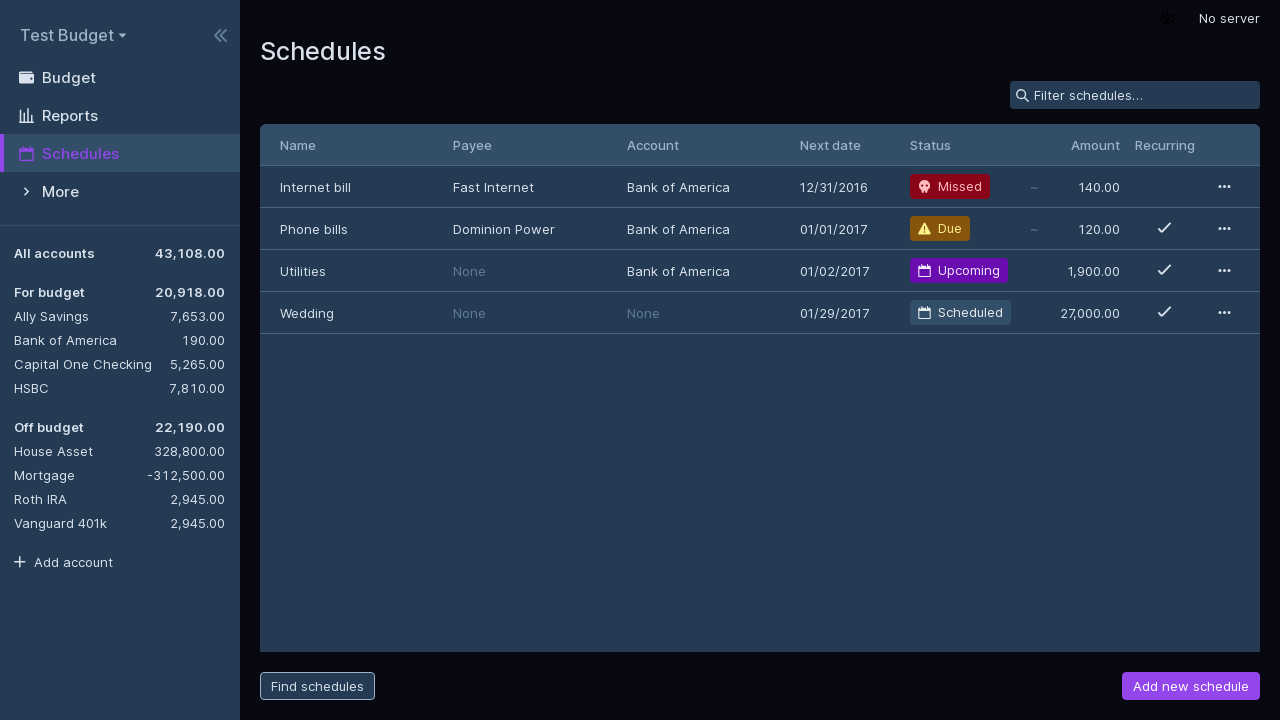 Test Budget
Budget
Reports
Schedules
More
All accounts 43,108.00
For budget 20,918.00
Ally Savings 7,653.00
Bank of America 190.00
Capital One Checking 5,265.00
HSBC 7,810.00
Off budget 22,190.00
House Asset 328,800.00
Mortgage -312,500.00
Roth IRA 2,945.00
Vanguard 401k 2,945.00
Add account
No server
Schedules
Filter schedules...
Name Payee Account Next date Status Amount Recurring
Internet bill Fast Internet Bank of America 12/31/2016 Missed ~ 140.00
Phone bills Dominion Power Bank of America 01/01/2017 Due ~ 120.00
Utilities None Bank of America 01/02/2017 Upcoming 1,900.00
Wedding None None 01/29/2017 Scheduled 27,000.00
Find schedules
Add new schedule